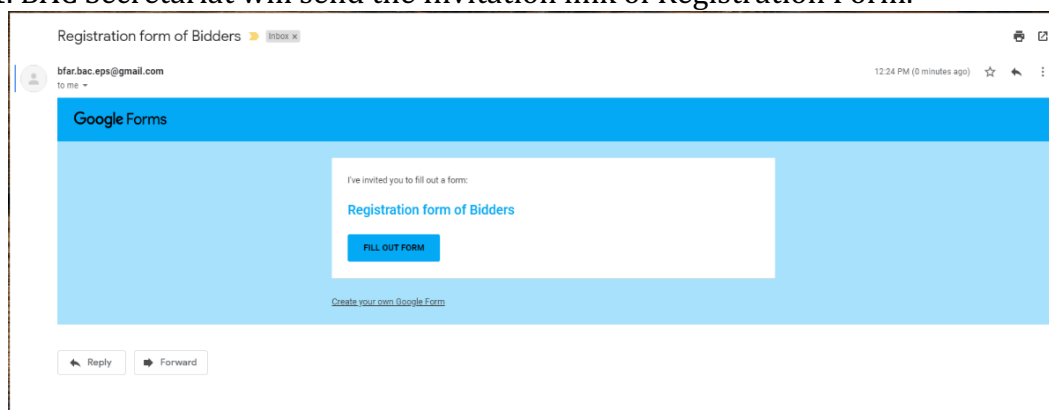 BAC Secretariat will send the invitation link of Registration Form.
Registration form of Bidders Inbox x
bfar.bac.eps@gmail.com 12:24 PM (0 minutes ago)
to me
Google Forms
I've invited you to fill out a form:
Registration form of Bidders
FILL OUT FORM
Create your own Google Form
Reply Forward